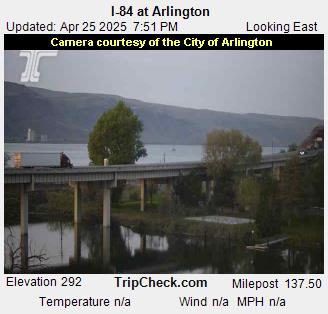 I-84 at Arlington
Updated: Apr 25 2025 7:51 PM Looking East
Camera courtesy of the City of Arlington
Elevation 292 TripCheck.com Milepost 137.50
Temperature n/a Wind n/a MPH n/a